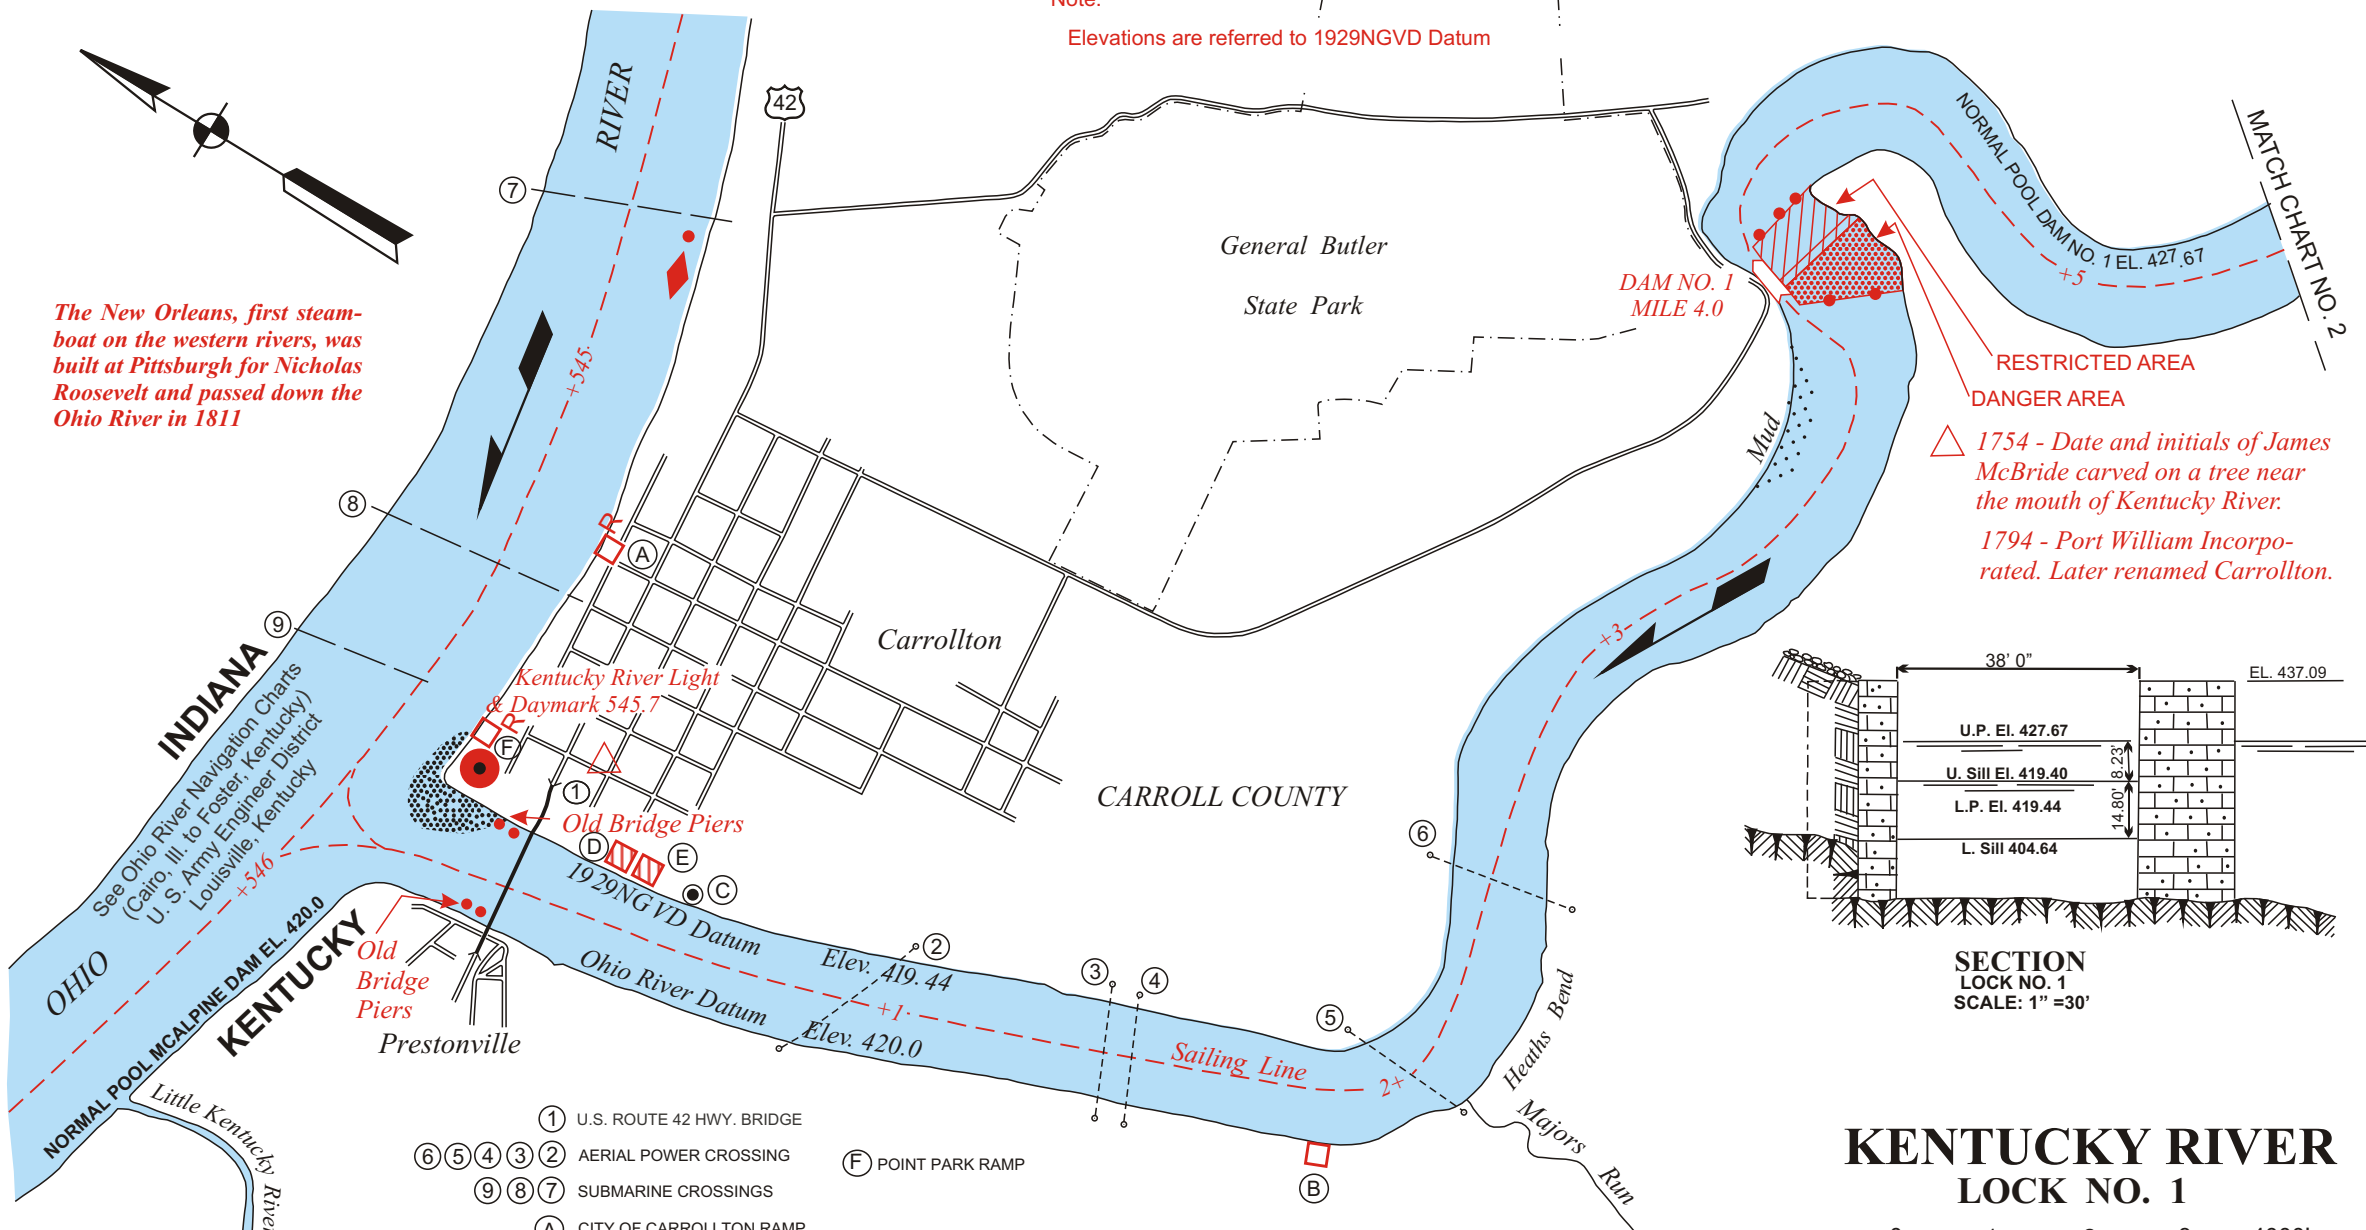 Note:
Elevations are referred to 1929NGVD Datum
RIVER
42
7
NORMAL POOL DAM NO. 1 EL. 427.67
MATCH CHART NO. 2
General Butler
State Park
DAM NO. 1
MILE 4.0
+5
The New Orleans, first steam-
boat on the western rivers, was
built at Pittsburgh for Nicholas
Roosevelt and passed down the
Ohio River in 1811
+545
RESTRICTED AREA
DANGER AREA
Mud
1754 - Date and initials of James
McBride carved on a tree near
the mouth of Kentucky River.
1794 - Port William Incorpo-
rated. Later renamed Carrollton.
8
R
A
9
INDIANA
Carrollton
+3
Kentucky River Light
& Daymark 545.7
R
F
See Ohio River Navigation Charts
(Cairo, Ill. to Foster, Kentucky)
U. S. Army Engineer District
Louisville, Kentucky
38' 0"
EL. 437.09
U.P. El. 427.67
U. Sill El. 419.40
8.23'
L.P. El. 419.44
14.80'
L. Sill 404.64
SECTION
LOCK NO. 1
SCALE: 1" =30'
1
Old Bridge Piers
CARROLL COUNTY
6
D
E
C
+546
1929NGVD Datum
Elev. 419.44
2
OHIO
NORMAL POOL MCALPINE DAM EL. 420.0
KENTUCKY
Old
Bridge
Piers
Ohio River Datum
Elev. 420.0
+1
3
4
5
Heaths Bend
Prestonville
Sailing Line
2+
Majors Run
Little Kentucky River
B
1 U.S. ROUTE 42 HWY. BRIDGE
6 5 4 3 2 AERIAL POWER CROSSING
F POINT PARK RAMP
9 8 7 SUBMARINE CROSSINGS
A CITY OF CARROLLTON RAMP
KENTUCKY RIVER
LOCK NO. 1